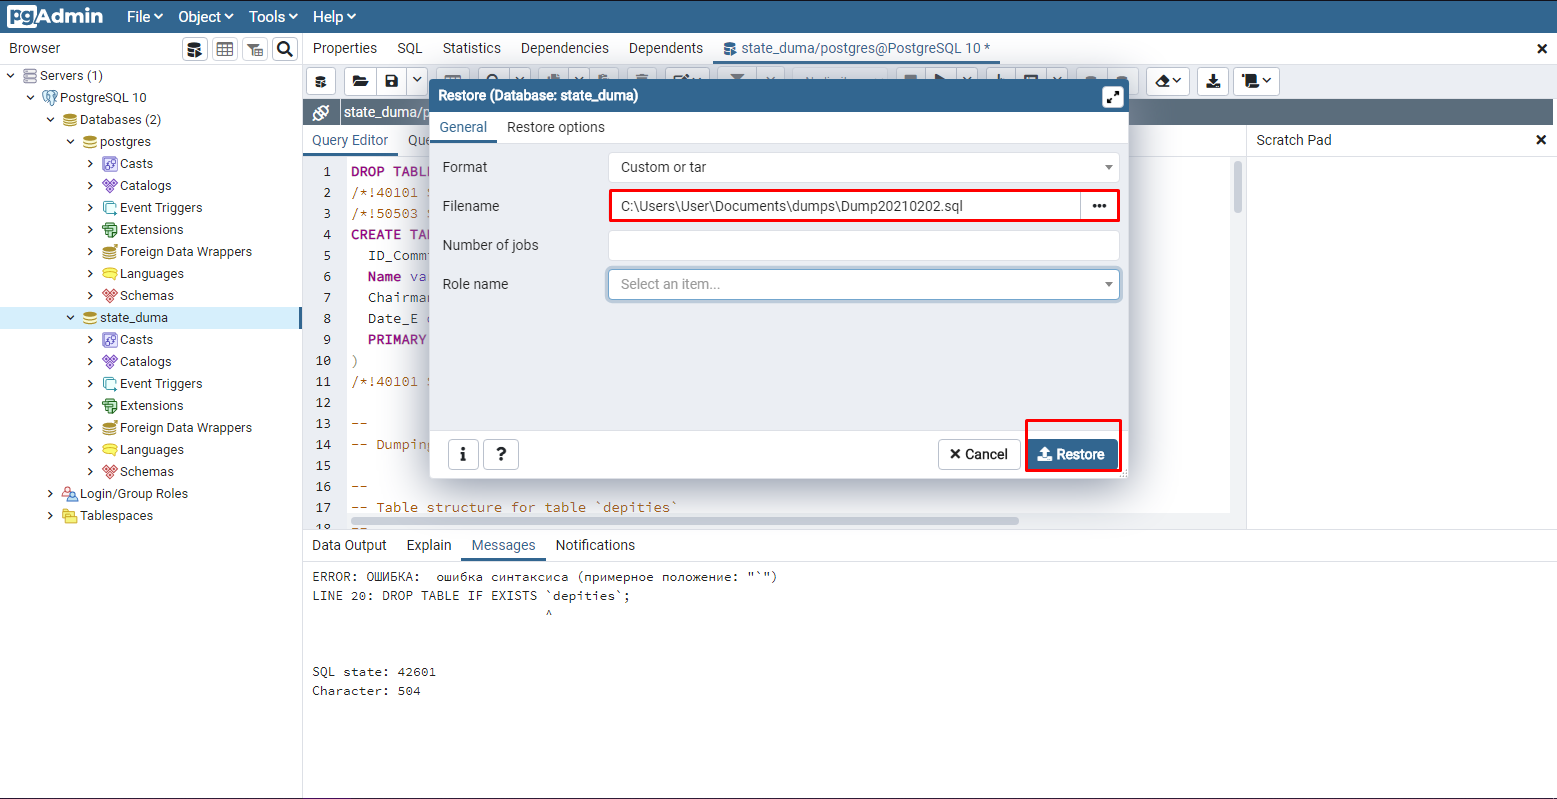 pgAdmin File Object Tools Help
Browser
Properties SQL Statistics Dependencies Dependents state_duma/postgres@PostgreSQL 10 *
Servers (1)
PostgreSQL 10
Databases (2)
postgres
Casts
Catalogs
Event Triggers
Extensions
Foreign Data Wrappers
Languages
Schemas
state_duma
Casts
Catalogs
Event Triggers
Extensions
Foreign Data Wrappers
Languages
Schemas
Login/Group Roles
Tablespaces
state_duma/p
Query Editor Que
Scratch Pad
1 DROP TABLE
2 /*!40101 S
3 /*!50503 S
4 CREATE TAB
5 ID_Comm
6 Name va
7 Chairman
8 Date_E
9 PRIMARY
10 )
11 /*!40101 S
12
13 --
14 -- Dumping
15
16 --
17 -- Table structure for table `depities`
18 --
Restore (Database: state_duma)
General Restore options
Format Custom or tar
Filename C:\Users\User\Documents\dumps\Dump20210202.sql •••
Number of jobs
Role name Select an item...
i ? Cancel Restore
Data Output Explain Messages Notifications
ERROR: ОШИБКА:  ошибка синтаксиса (примерное положение: "`")
LINE 20: DROP TABLE IF EXISTS `depities`;
^
SQL state: 42601
Character: 504